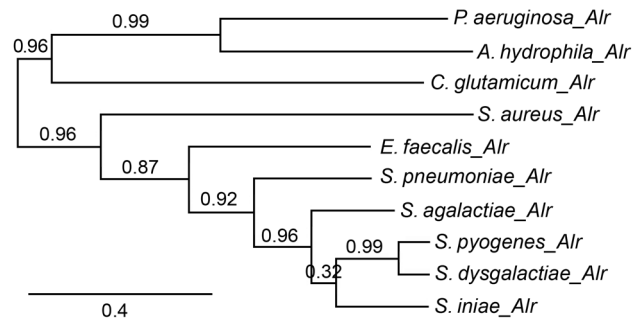 0.99
P. aeruginosa_Alr
0.96
A. hydrophila_Alr
C. glutamicum_Alr
S. aureus_Alr
0.96
E. faecalis_Alr
0.87
S. pneumoniae_Alr
0.92
S. agalactiae_Alr
0.96
S. pyogenes_Alr
0.99
0.32
S. dysgalactiae_Alr
S. iniae_Alr
0.4